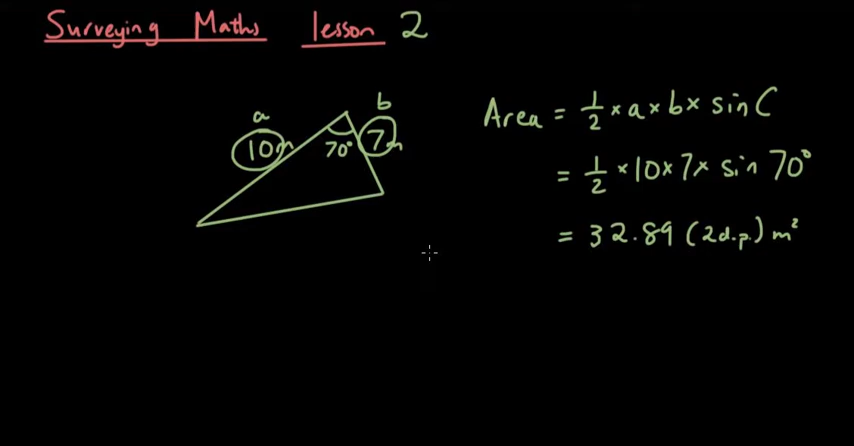 Surveying Maths lesson 2
a
b
10m
70°
7m
Area = 1/2 × a × b × sin C
= 1/2 × 10 × 7 × sin 70°
= 32.89 (2d.p.) m²